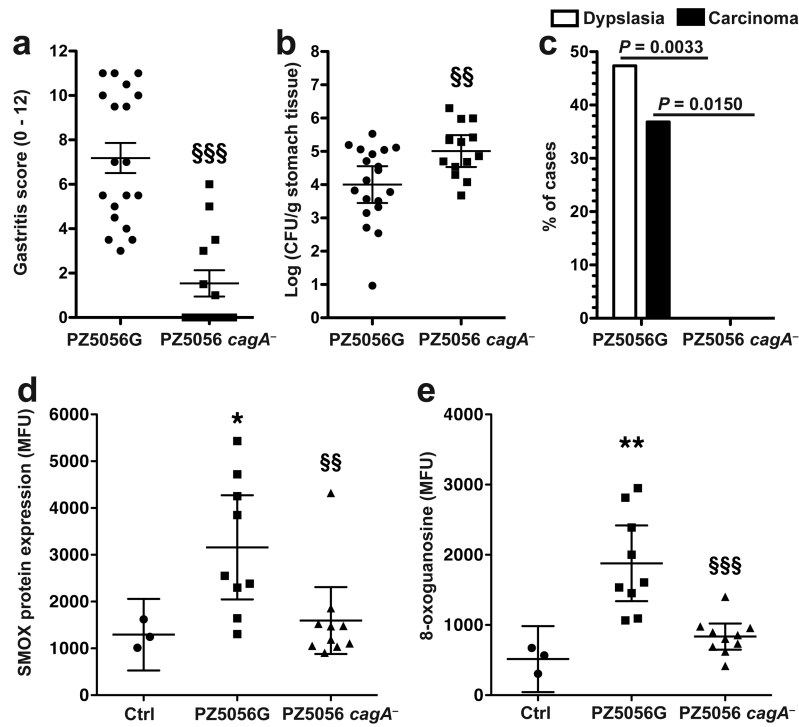 Dypslasia Carcinoma
a
Gastritis score (0 - 12)
12
10
8
6
4
2
0
§§§
PZ5056G PZ5056 cagA–
b
Log (CFU/g stomach tissue)
8
7
6
5
4
3
2
1
0
§§
PZ5056G PZ5056 cagA–
c
% of cases
50
40
30
20
10
0
P = 0.0033
P = 0.0150
PZ5056G PZ5056 cagA–
d
SMOX protein expression (MFU)
6000
5000
4000
3000
2000
1000
0
*
§§
Ctrl PZ5056G PZ5056 cagA–
e
8-oxoguanosine (MFU)
4000
3000
2000
1000
0
**
§§§
Ctrl PZ5056G PZ5056 cagA–